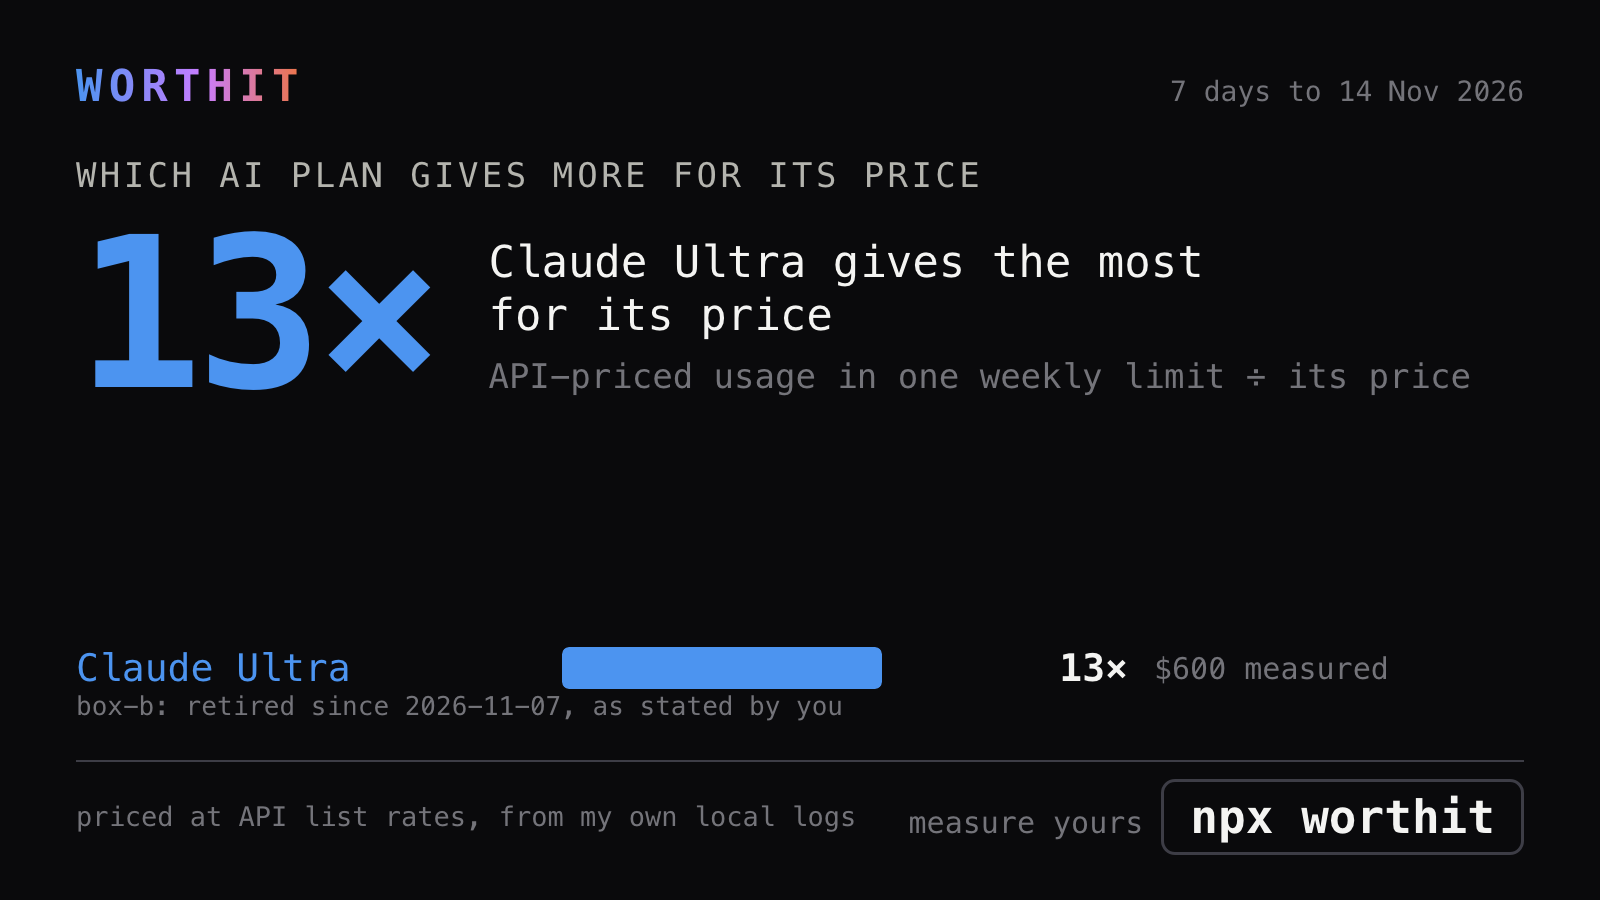 WORTHIT
7 days to 14 Nov 2026
WHICH AI PLAN GIVES MORE FOR ITS PRICE
13×
Claude Ultra gives the most
for its price
API–priced usage in one weekly limit ÷ its price
Claude Ultra
13× $600 measured
box–b: retired since 2026–11–07, as stated by you
priced at API list rates, from my own local logs
measure yours
npx worthit